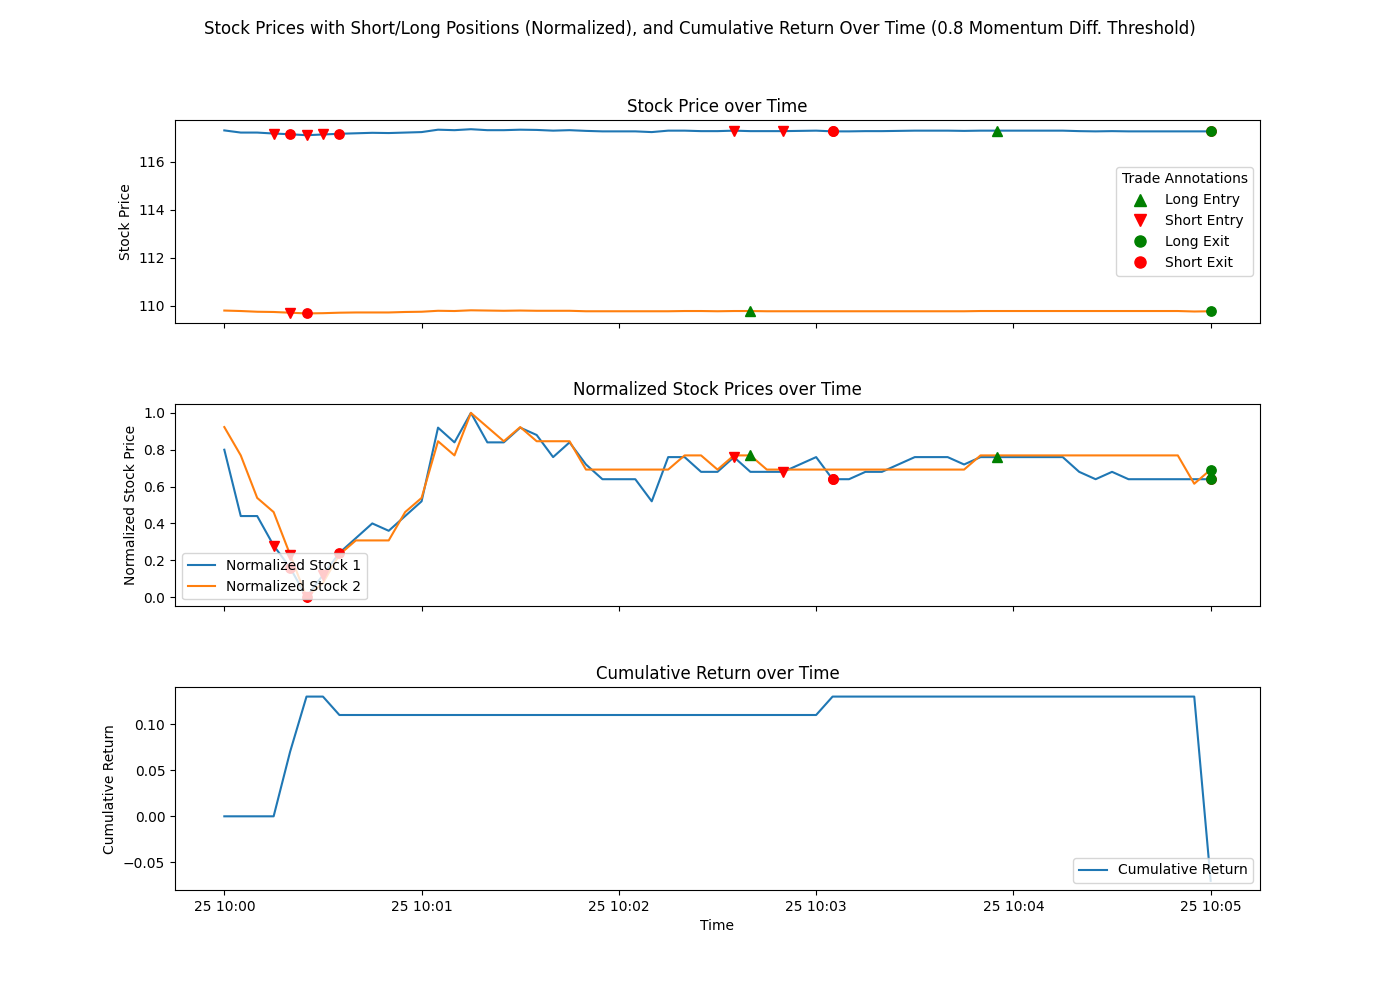 Stock Prices with Short/Long Positions (Normalized), and Cumulative Return Over Time (0.8 Momentum Diff. Threshold)
Stock Price over Time
Stock Price
116
114
112
110
Trade Annotations
Long Entry
Short Entry
Long Exit
Short Exit
Normalized Stock Prices over Time
Normalized Stock Price
1.0
0.8
0.6
0.4
0.2
0.0
Normalized Stock 1
Normalized Stock 2
Cumulative Return over Time
Cumulative Return
0.10
0.05
0.00
−0.05
Cumulative Return
25 10:00
25 10:01
25 10:02
25 10:03
25 10:04
25 10:05
Time